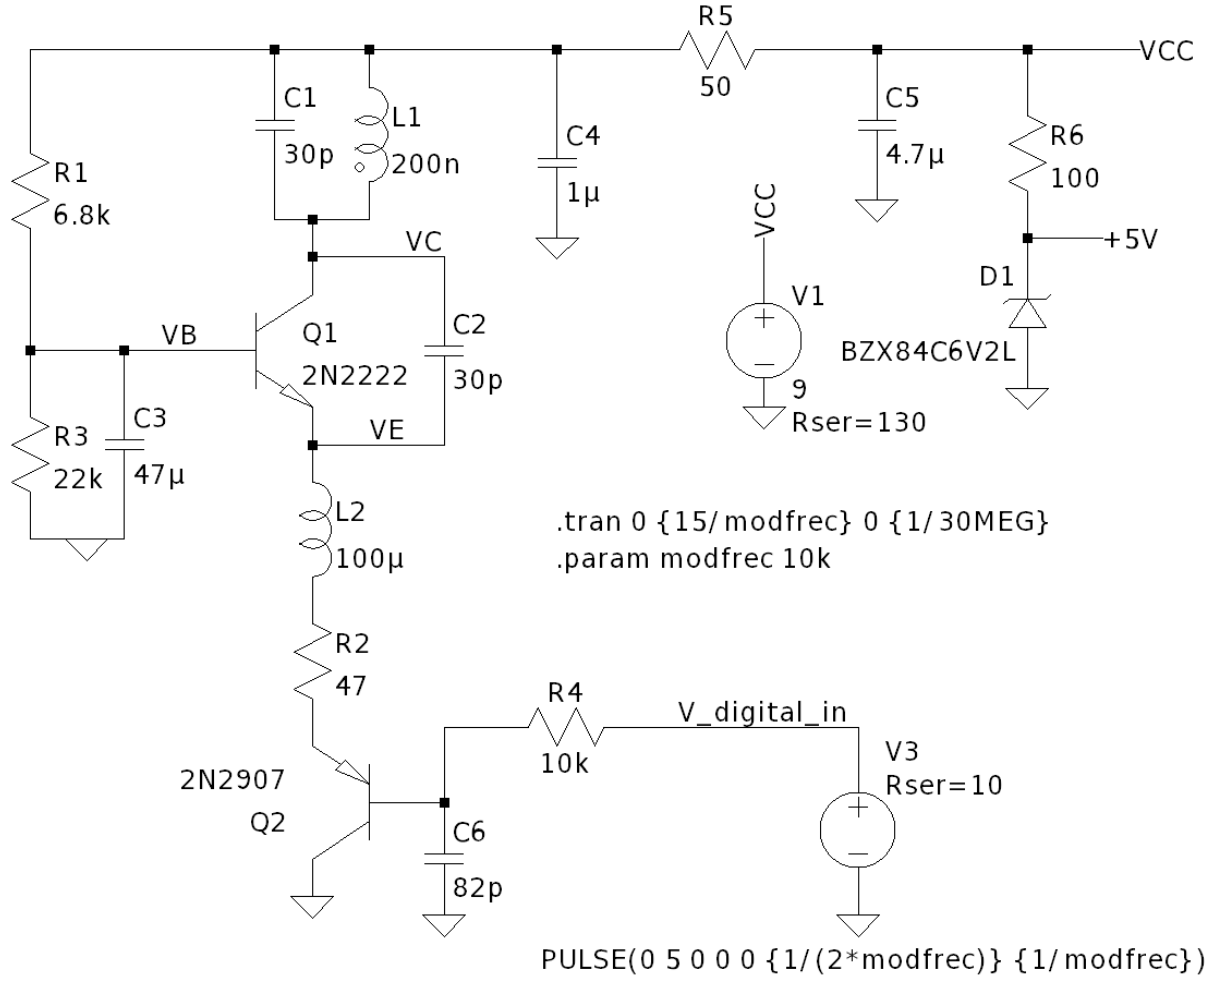 R5
50
VCC
C1
30p
L1
200n
C4
1µ
C5
4.7µ
R6
100
R1
6.8k
VCC
+5V
VC
D1
BZX84C6V2L
V1
9
Rser=130
VB
Q1
2N2222
C2
30p
R3
22k
C3
47µ
VE
L2
100µ
.tran 0 {15/modfrec} 0 {1/30MEG}
.param modfrec 10k
R2
47
R4
10k
V_digital_in
V3
Rser=10
2N2907
Q2
C6
82p
PULSE(0 5 0 0 0 {1/(2*modfrec)} {1/modfrec})